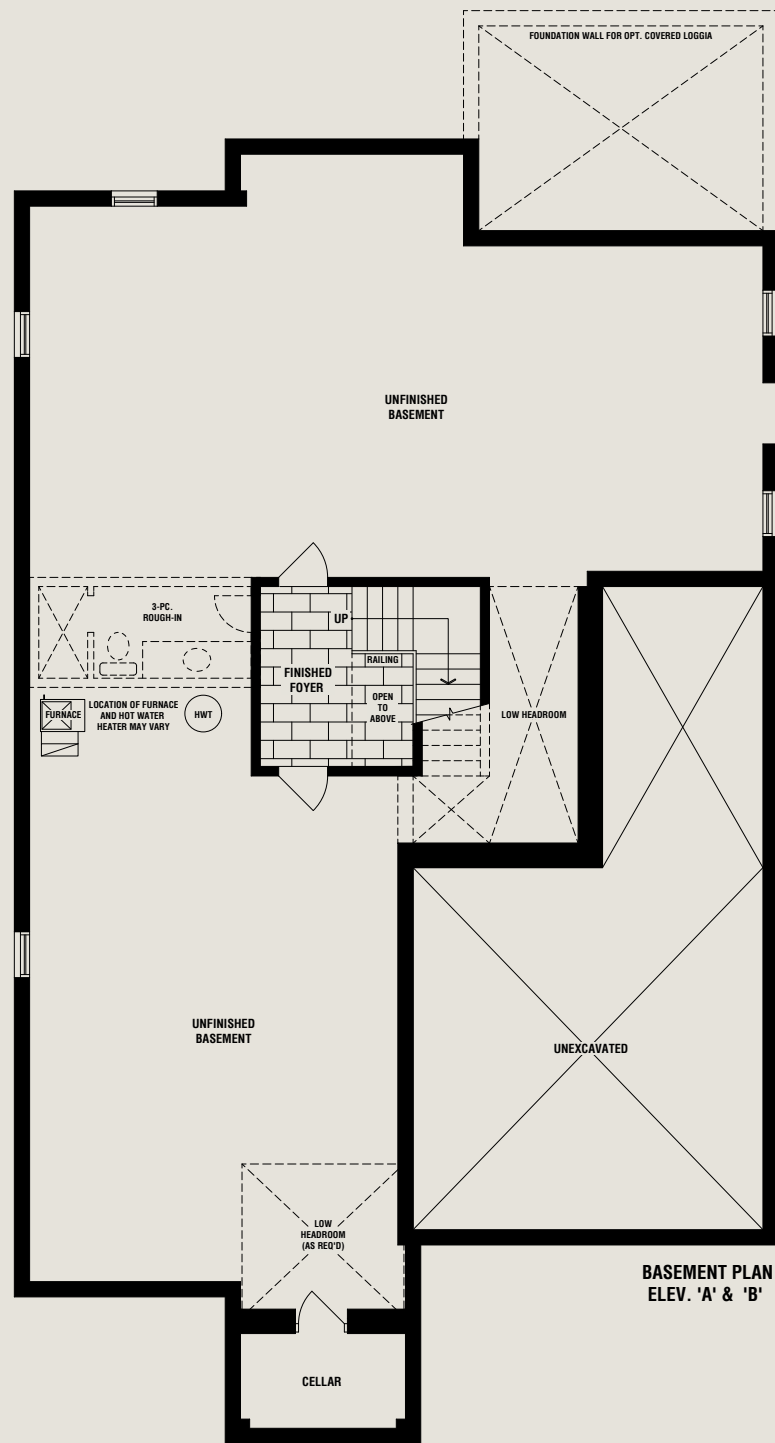 FOUNDATION WALL FOR OPT. COVERED LOGGIA
UNFINISHED
BASEMENT
3-PC.
ROUGH-IN
UP
RAILING
FINISHED
FOYER
OPEN
TO
ABOVE
LOW HEADROOM
FURNACE
LOCATION OF FURNACE
AND HOT WATER
HEATER MAY VARY
HWT
UNFINISHED
BASEMENT
UNEXCAVATED
LOW
HEADROOM
(AS REQ'D)
BASEMENT PLAN
ELEV. 'A' & 'B'
CELLAR